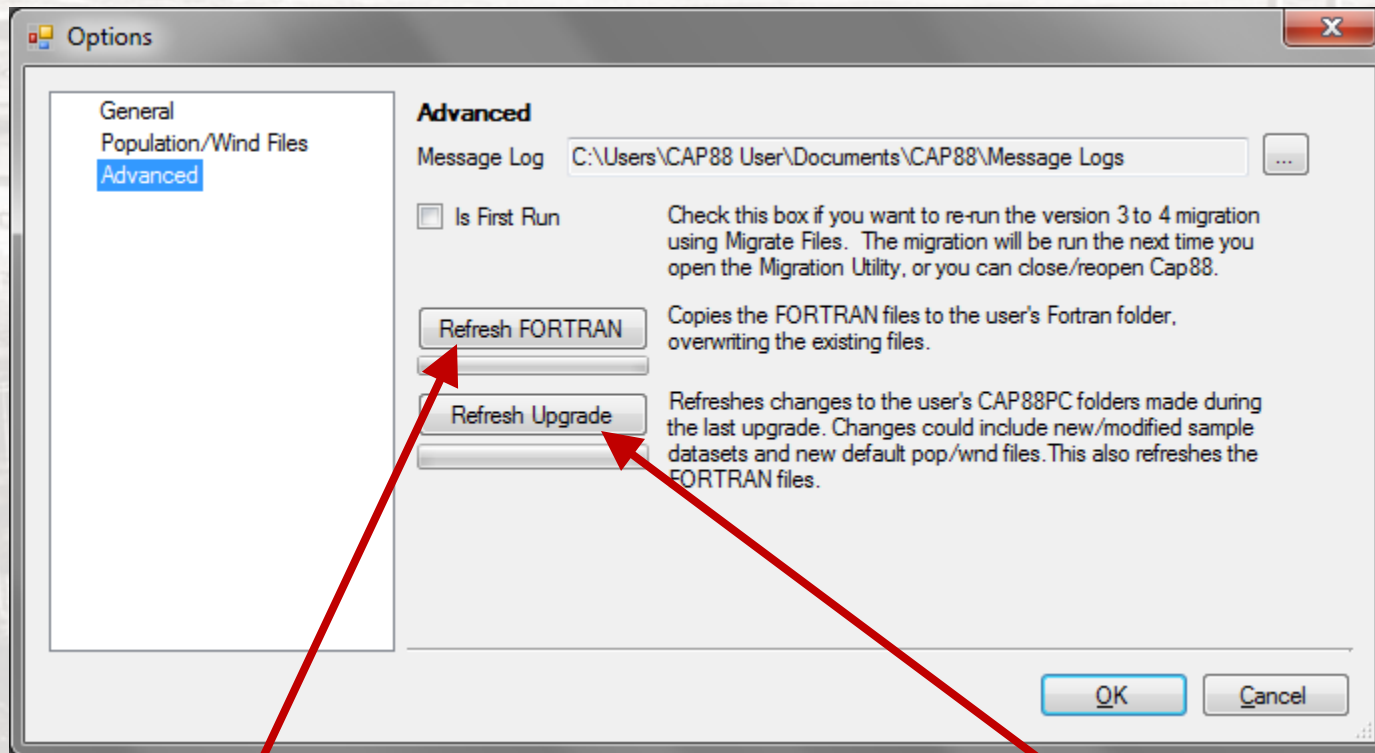 Options
General
Population/Wind Files
Advanced
Advanced
Message Log C:\Users\CAP88 User\Documents\CAP88\Message Logs ...
Is First Run
Check this box if you want to re-run the version 3 to 4 migration
using Migrate Files. The migration will be run the next time you
open the Migration Utility, or you can close/reopen Cap88.
Refresh FORTRAN
Copies the FORTRAN files to the user's Fortran folder,
overwriting the existing files.
Refresh Upgrade
Refreshes changes to the user's CAP88PC folders made during
the last upgrade. Changes could include new/modified sample
datasets and new default pop/wnd files.This also refreshes the
FORTRAN files.
OK
Cancel